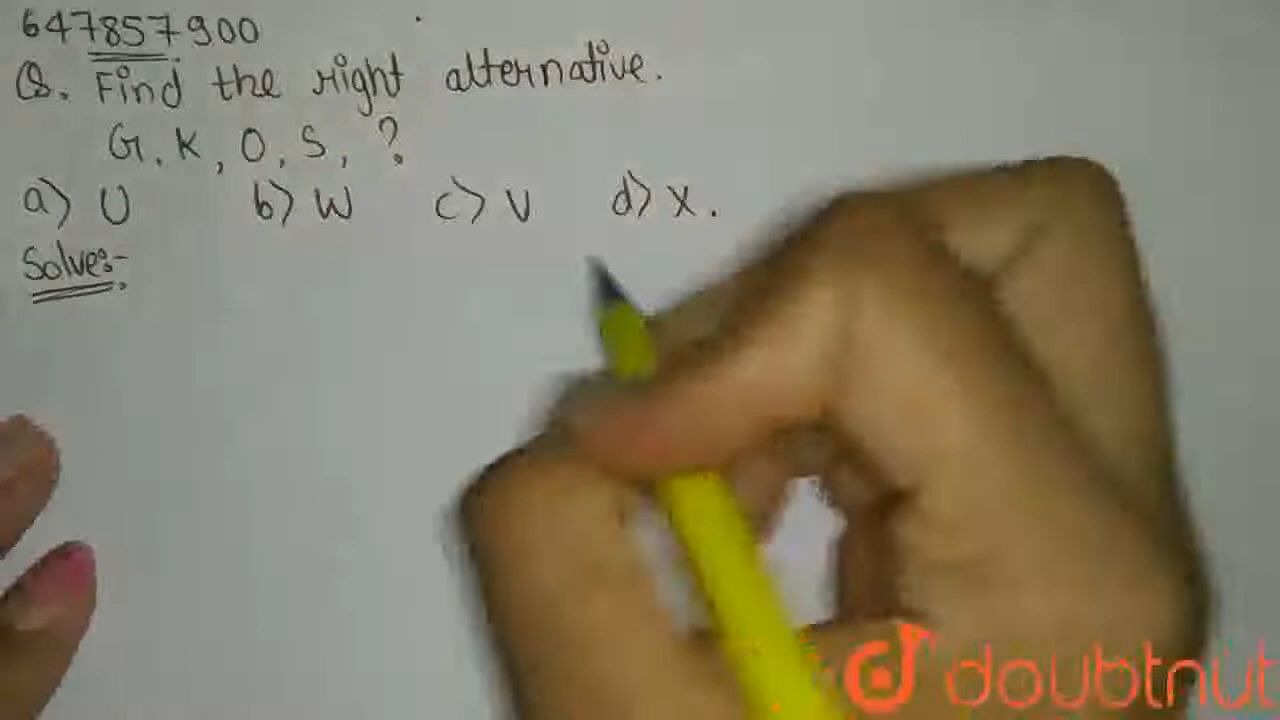 647857900
Q. Find the right alternative.
G, K, O, S, ?
a) U b) W c) V d) X.
Solve:-
doubtnut